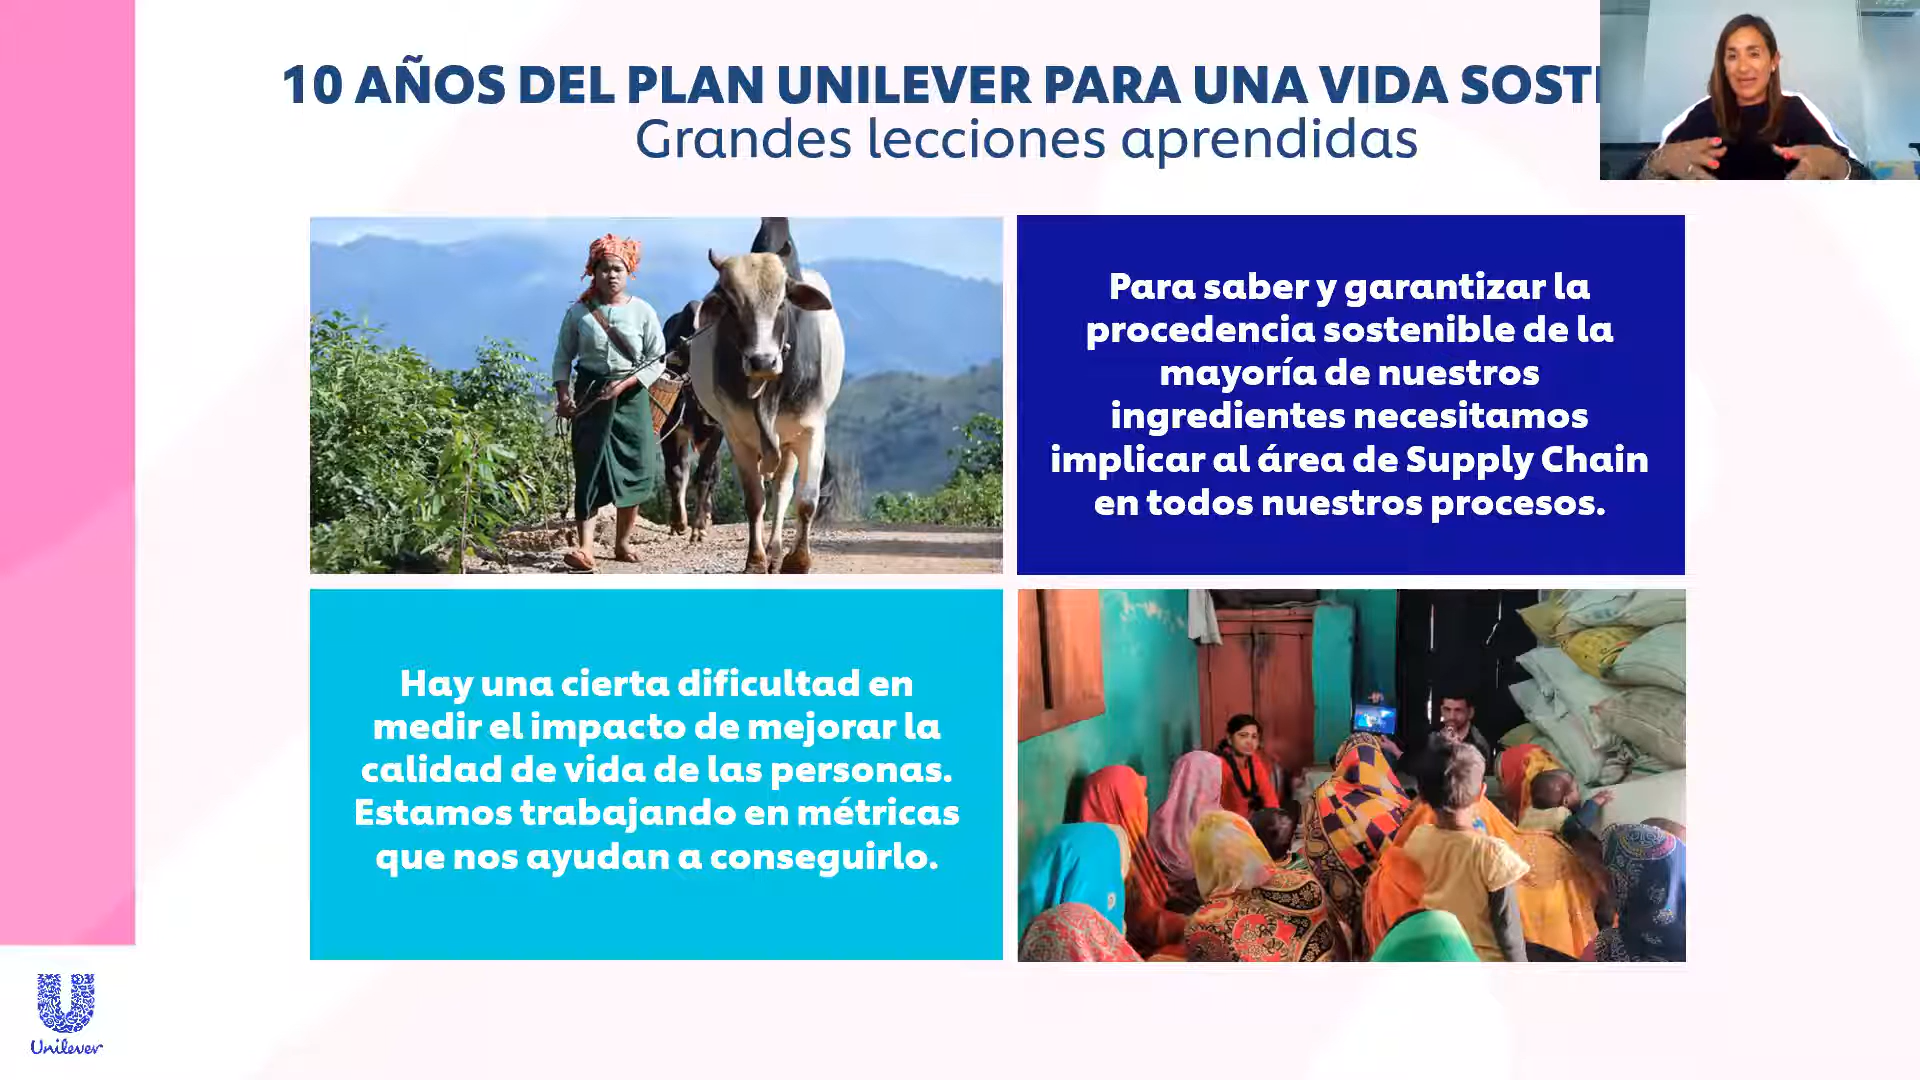 10 AÑOS DEL PLAN UNILEVER PARA UNA VIDA
Grandes lecciones aprendidas
Para saber y garantizar la
procedencia sostenible de la
mayoría de nuestros
ingredientes necesitamos
implicar al área de Supply Chain
en todos nuestros procesos.
Hay una cierta dificultad en
medir el impacto de mejorar la
calidad de vida de las personas.
Estamos trabajando en métricas
que nos ayudan a conseguirlo.
Unilever